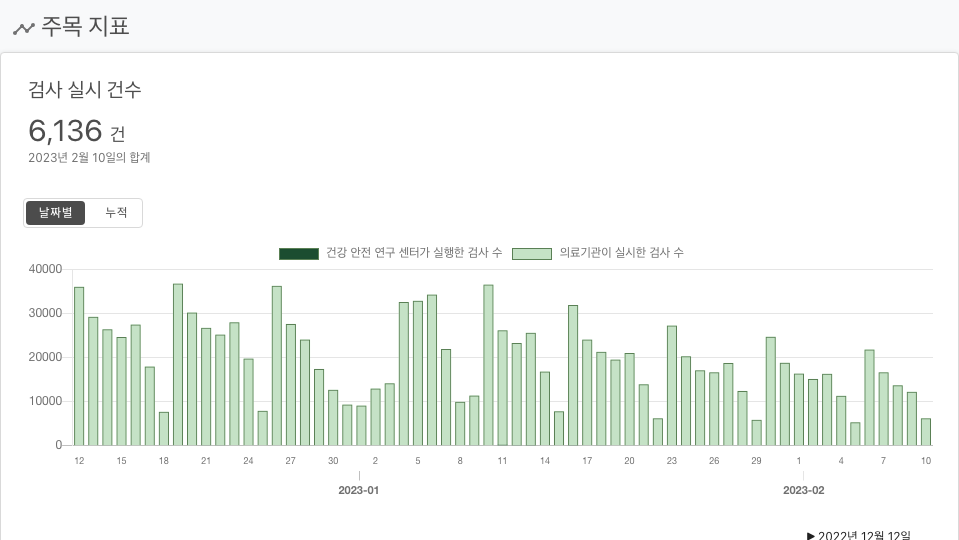 주목 지표
검사 실시 건수
6,136 건
2023년 2월 10일의 합계
날짜별 누적
건강 안전 연구 센터가 실행한 검사 수 의료기관이 실시한 검사 수
40000
30000
20000
10000
0
12 15 18 21 24 27 30 2 5 8 11 14 17 20 23 26 29 1 4 7 10
2023-01 2023-02
▶ 2022년 12월 12일